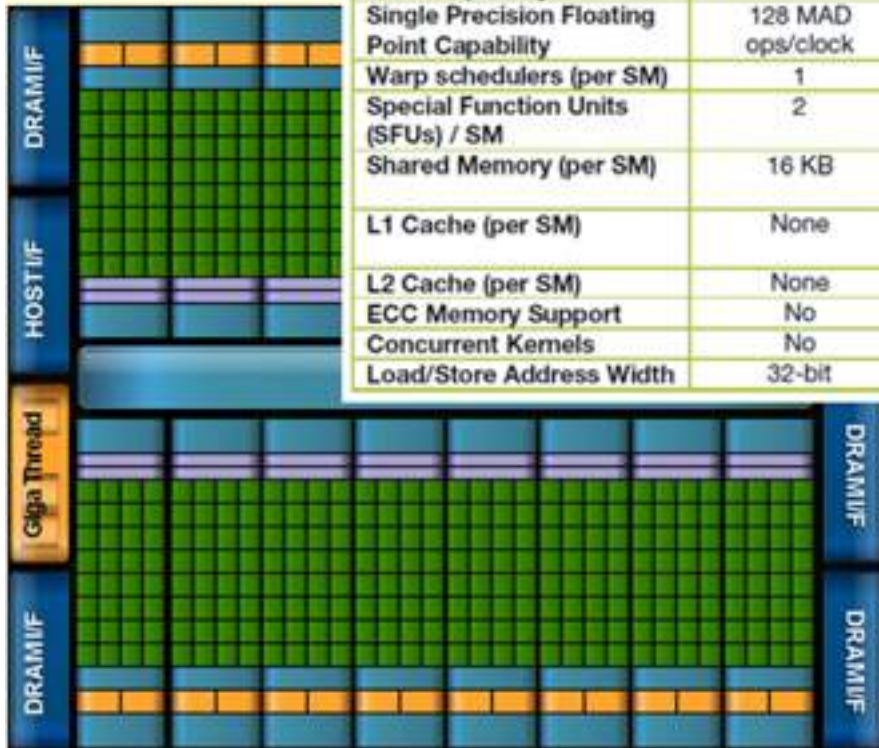 Single Precision Floating 128 MAD
Point Capability ops/clock
Warp schedulers (per SM) 1
Special Function Units 2
(SFUs) / SM
Shared Memory (per SM) 16 KB
L1 Cache (per SM) None
L2 Cache (per SM) None
ECC Memory Support No
Concurrent Kernels No
Load/Store Address Width 32-bit
DRAM I/F
HOST I/F
Giga Thread
DRAM I/F
DRAM I/F
DRAM I/F